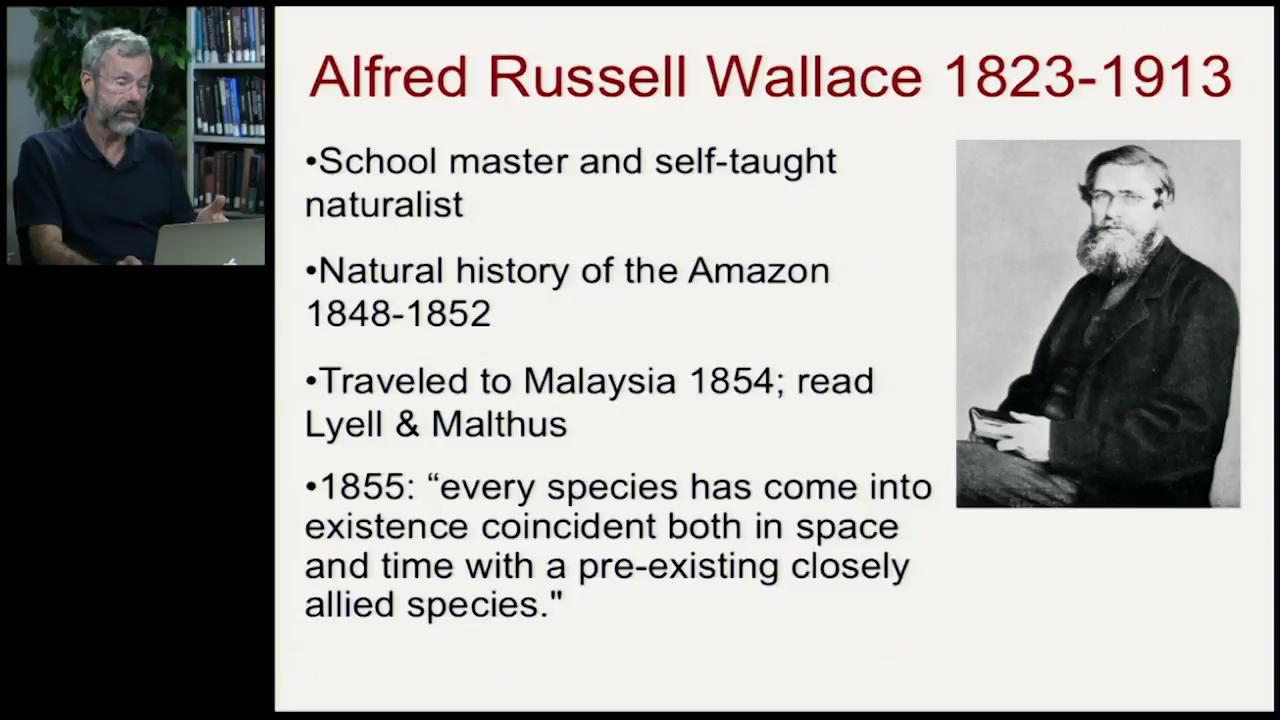 Alfred Russell Wallace 1823-1913
•School master and self-taught
naturalist
•Natural history of the Amazon
1848-1852
•Traveled to Malaysia 1854; read
Lyell & Malthus
•1855: “every species has come into
existence coincident both in space
and time with a pre-existing closely
allied species."